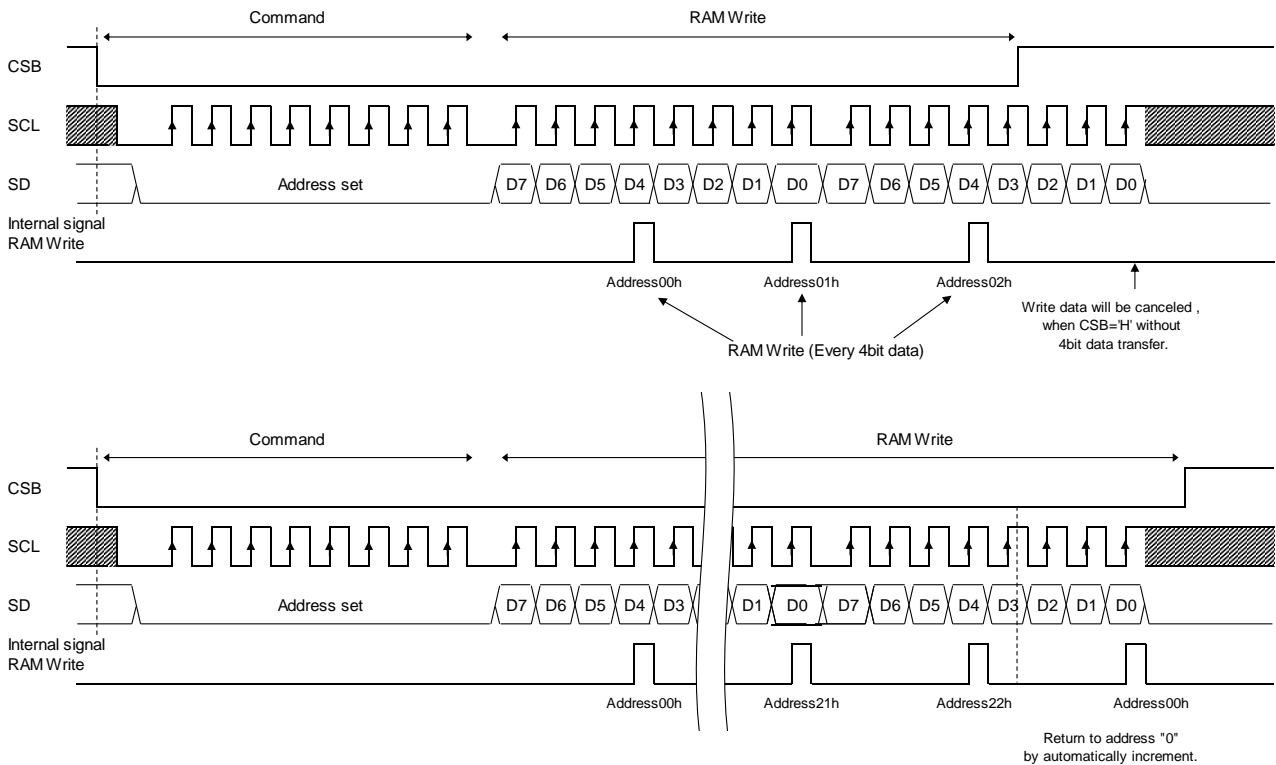 Command RAM Write
CSB
SCL
SD Address set D7 D6 D5 D4 D3 D2 D1 D0 D7 D6 D5 D4 D3 D2 D1 D0
Internal signal
RAM Write
Address00h Address01h Address02h
Write data will be canceled ,
when CSB='H' without
4bit data transfer.
RAM Write (Every 4bit data)
Command RAM Write
CSB
SCL
SD Address set D7 D6 D5 D4 D3 D1 D0 D7 D6 D5 D4 D3 D2 D1 D0
Internal signal
RAM Write
Address00h Address21h Address22h Address00h
Return to address "0"
by automatically increment.